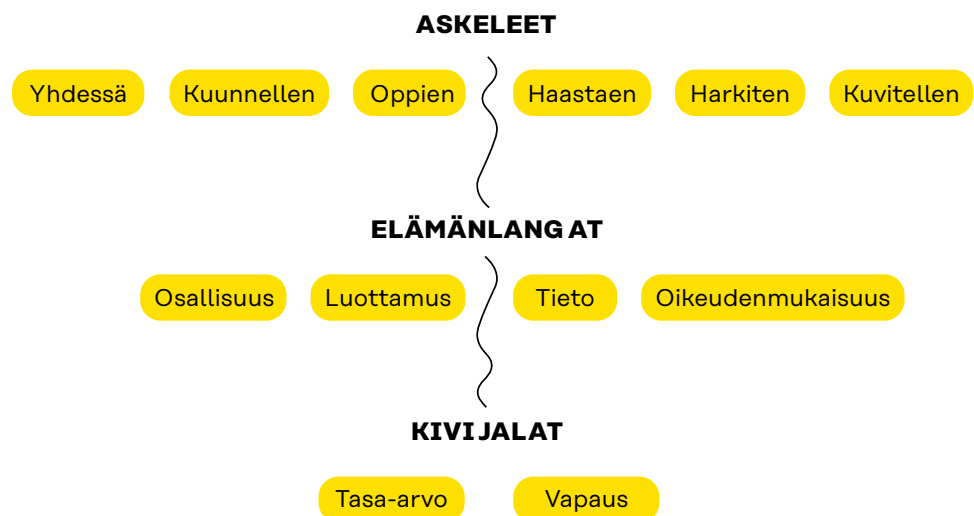 ASKELEET
Yhdessä Kuunnellen Oppien Haastaen Harkiten Kuvitellen
ELÄMÄNLANGAT
Osallisuus Luottamus Tieto Oikeudenmukaisuus
KIVIJALAT
Tasa-arvo Vapaus